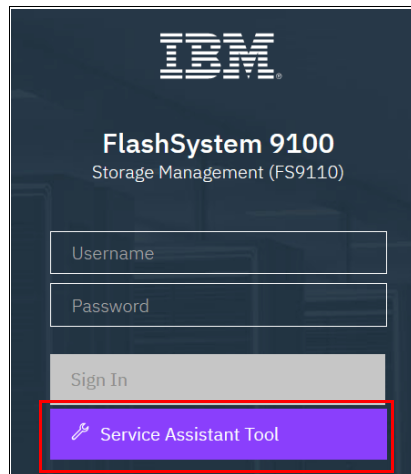 IBM®
FlashSystem 9100
Storage Management (FS9110)
Username
Password
Sign In
Service Assistant Tool